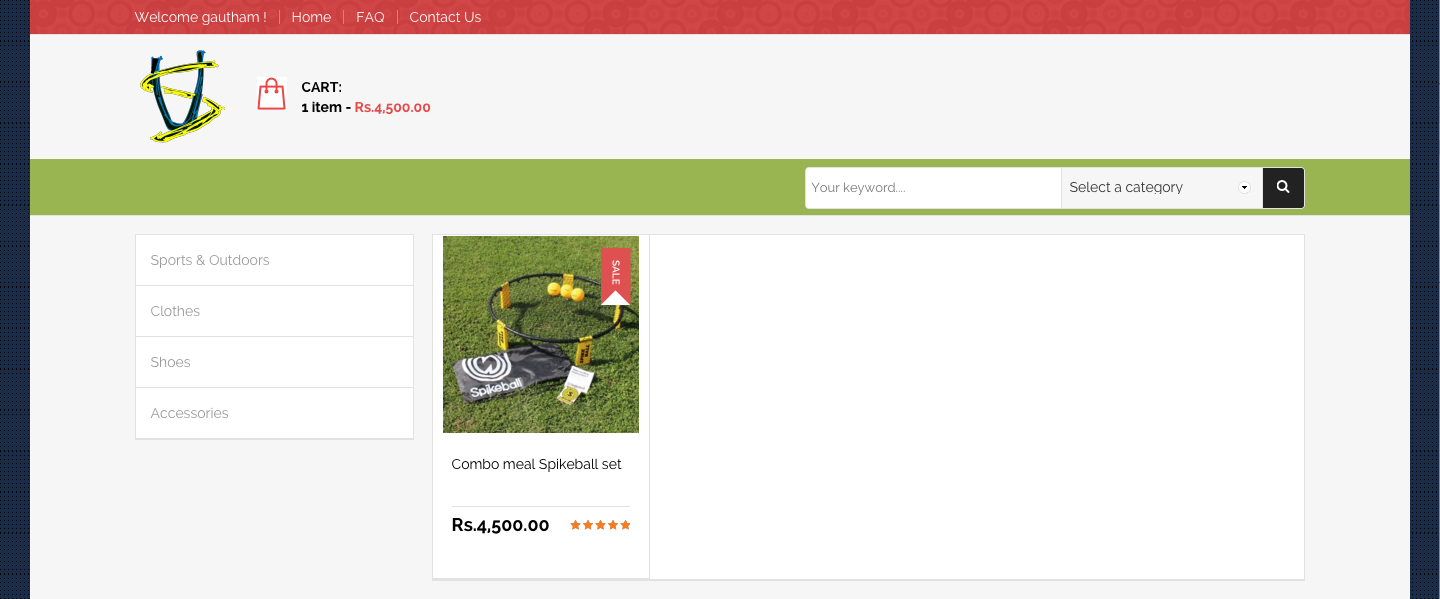 Welcome gautham ! Home FAQ Contact Us
CART:
1 item - Rs.4,500.00
Your keyword.... Select a category
Sports & Outdoors
Clothes
Shoes
Accessories
SALE
Spikeball
Combo meal Spikeball set
Rs.4,500.00